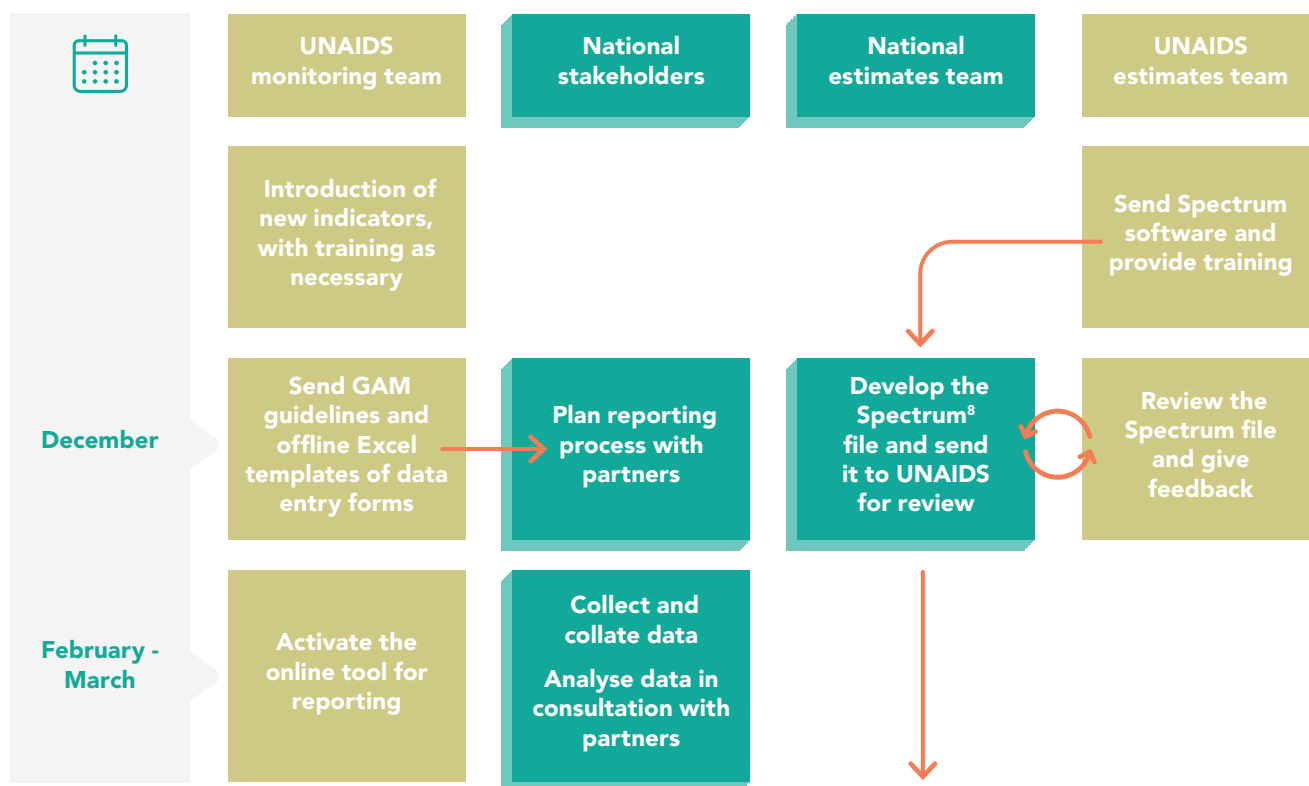 UNAIDS
monitoring team
National
stakeholders
National
estimates team
UNAIDS
estimates team
Introduction of
new indicators,
with training as
necessary
Send Spectrum
software and
provide training
December
Send GAM
guidelines and
offline Excel
templates of data
entry forms
Plan reporting
process with
partners
Develop the
Spectrum⁸
file and send
it to UNAIDS
for review
Review the
Spectrum file
and give
feedback
February -
March
Activate the
online tool for
reporting
Collect and
collate data
Analyse data in
consultation with
partners